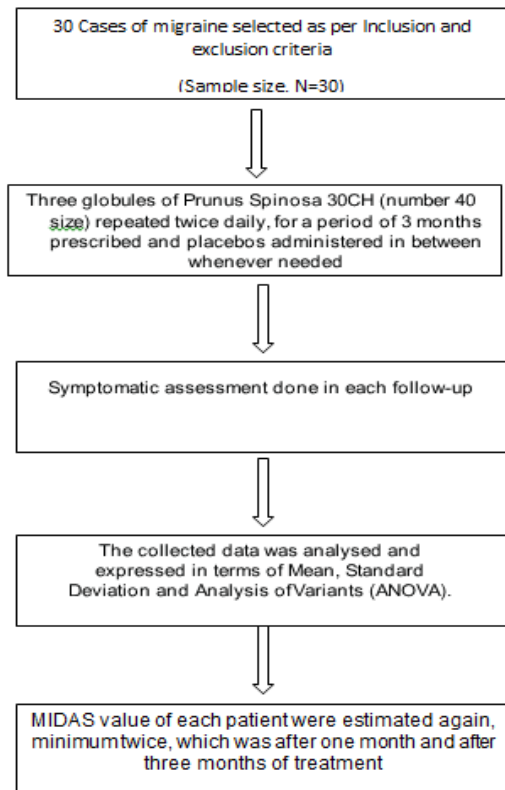 30 Cases of migraine selected as per Inclusion and
exclusion criteria
(Sample size. N=30)
Three globules of Prunus Spinosa 30CH (number 40
size) repeated twice daily, for a period of 3 months
prescribed and placebos administered in between
whenever needed
Symptomatic assessment done in each follow-up
The collected data was analysed and
expressed in terms of Mean, Standard
Deviation and Analysis of Variants (ANOVA).
MIDAS value of each patient were estimated again,
minimum twice, which was after one month and after
three months of treatment